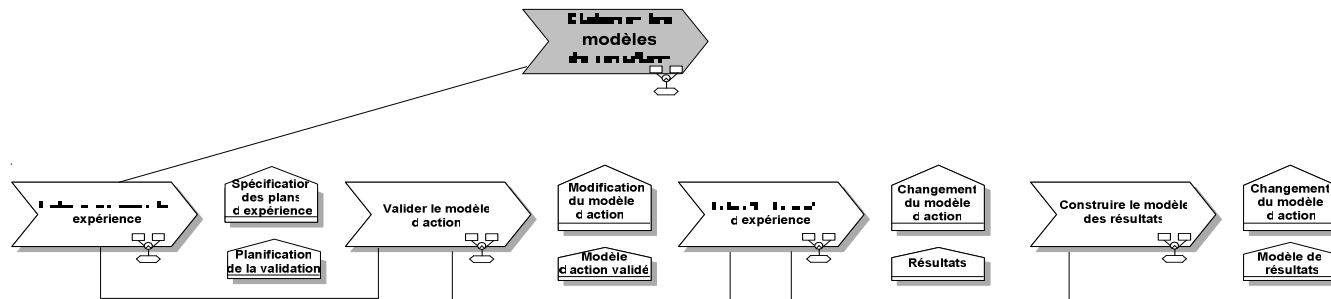 modèles
expérience
Spécification
des plans
d'expérience
Planification
de la validation
Valider le modèle
d'action
Modification
du modèle
d'action
Modèle
d'action validé
d'expérience
Changement
du modèle
d'action
Résultats
Construire le modèle
des résultats
Changement
du modèle
d'action
Modèle de
résultats